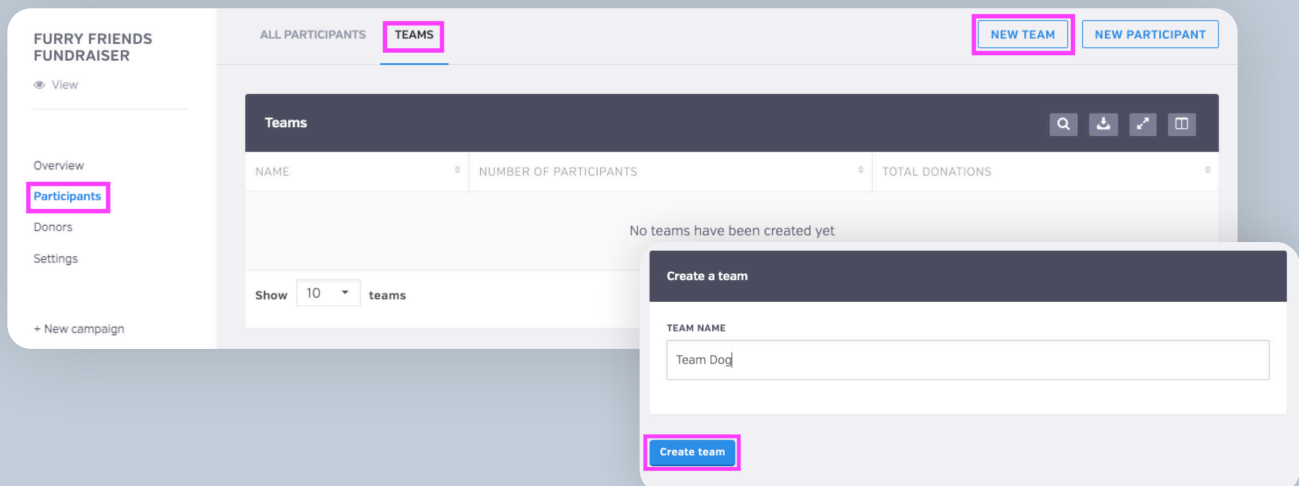 FURRY FRIENDS
FUNDRAISER
View
Overview
Participants
Donors
Settings
+ New campaign
ALL PARTICIPANTS TEAMS NEW TEAM NEW PARTICIPANT
Teams
NAME NUMBER OF PARTICIPANTS TOTAL DONATIONS
No teams have been created yet
Show 10 teams
Create a team
TEAM NAME
Team Dog
Create team